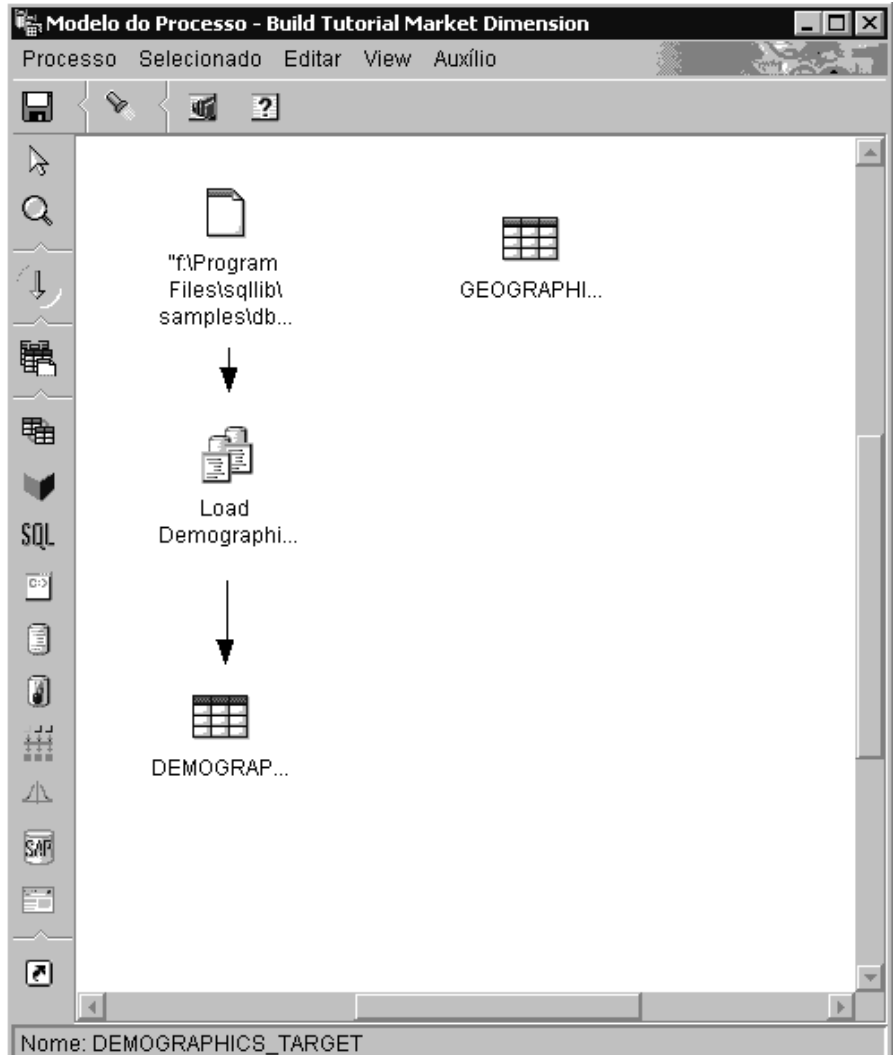 Modelo do Processo - Build Tutorial Market Dimension
Processo Selecionado Editar View Auxílio
"f:\Program
Files\sqllib\
samples\db...
GEOGRAPHI...
Load
Demographi...
SQL
C:>
DEMOGRAP...
SAP
Nome: DEMOGRAPHICS_TARGET